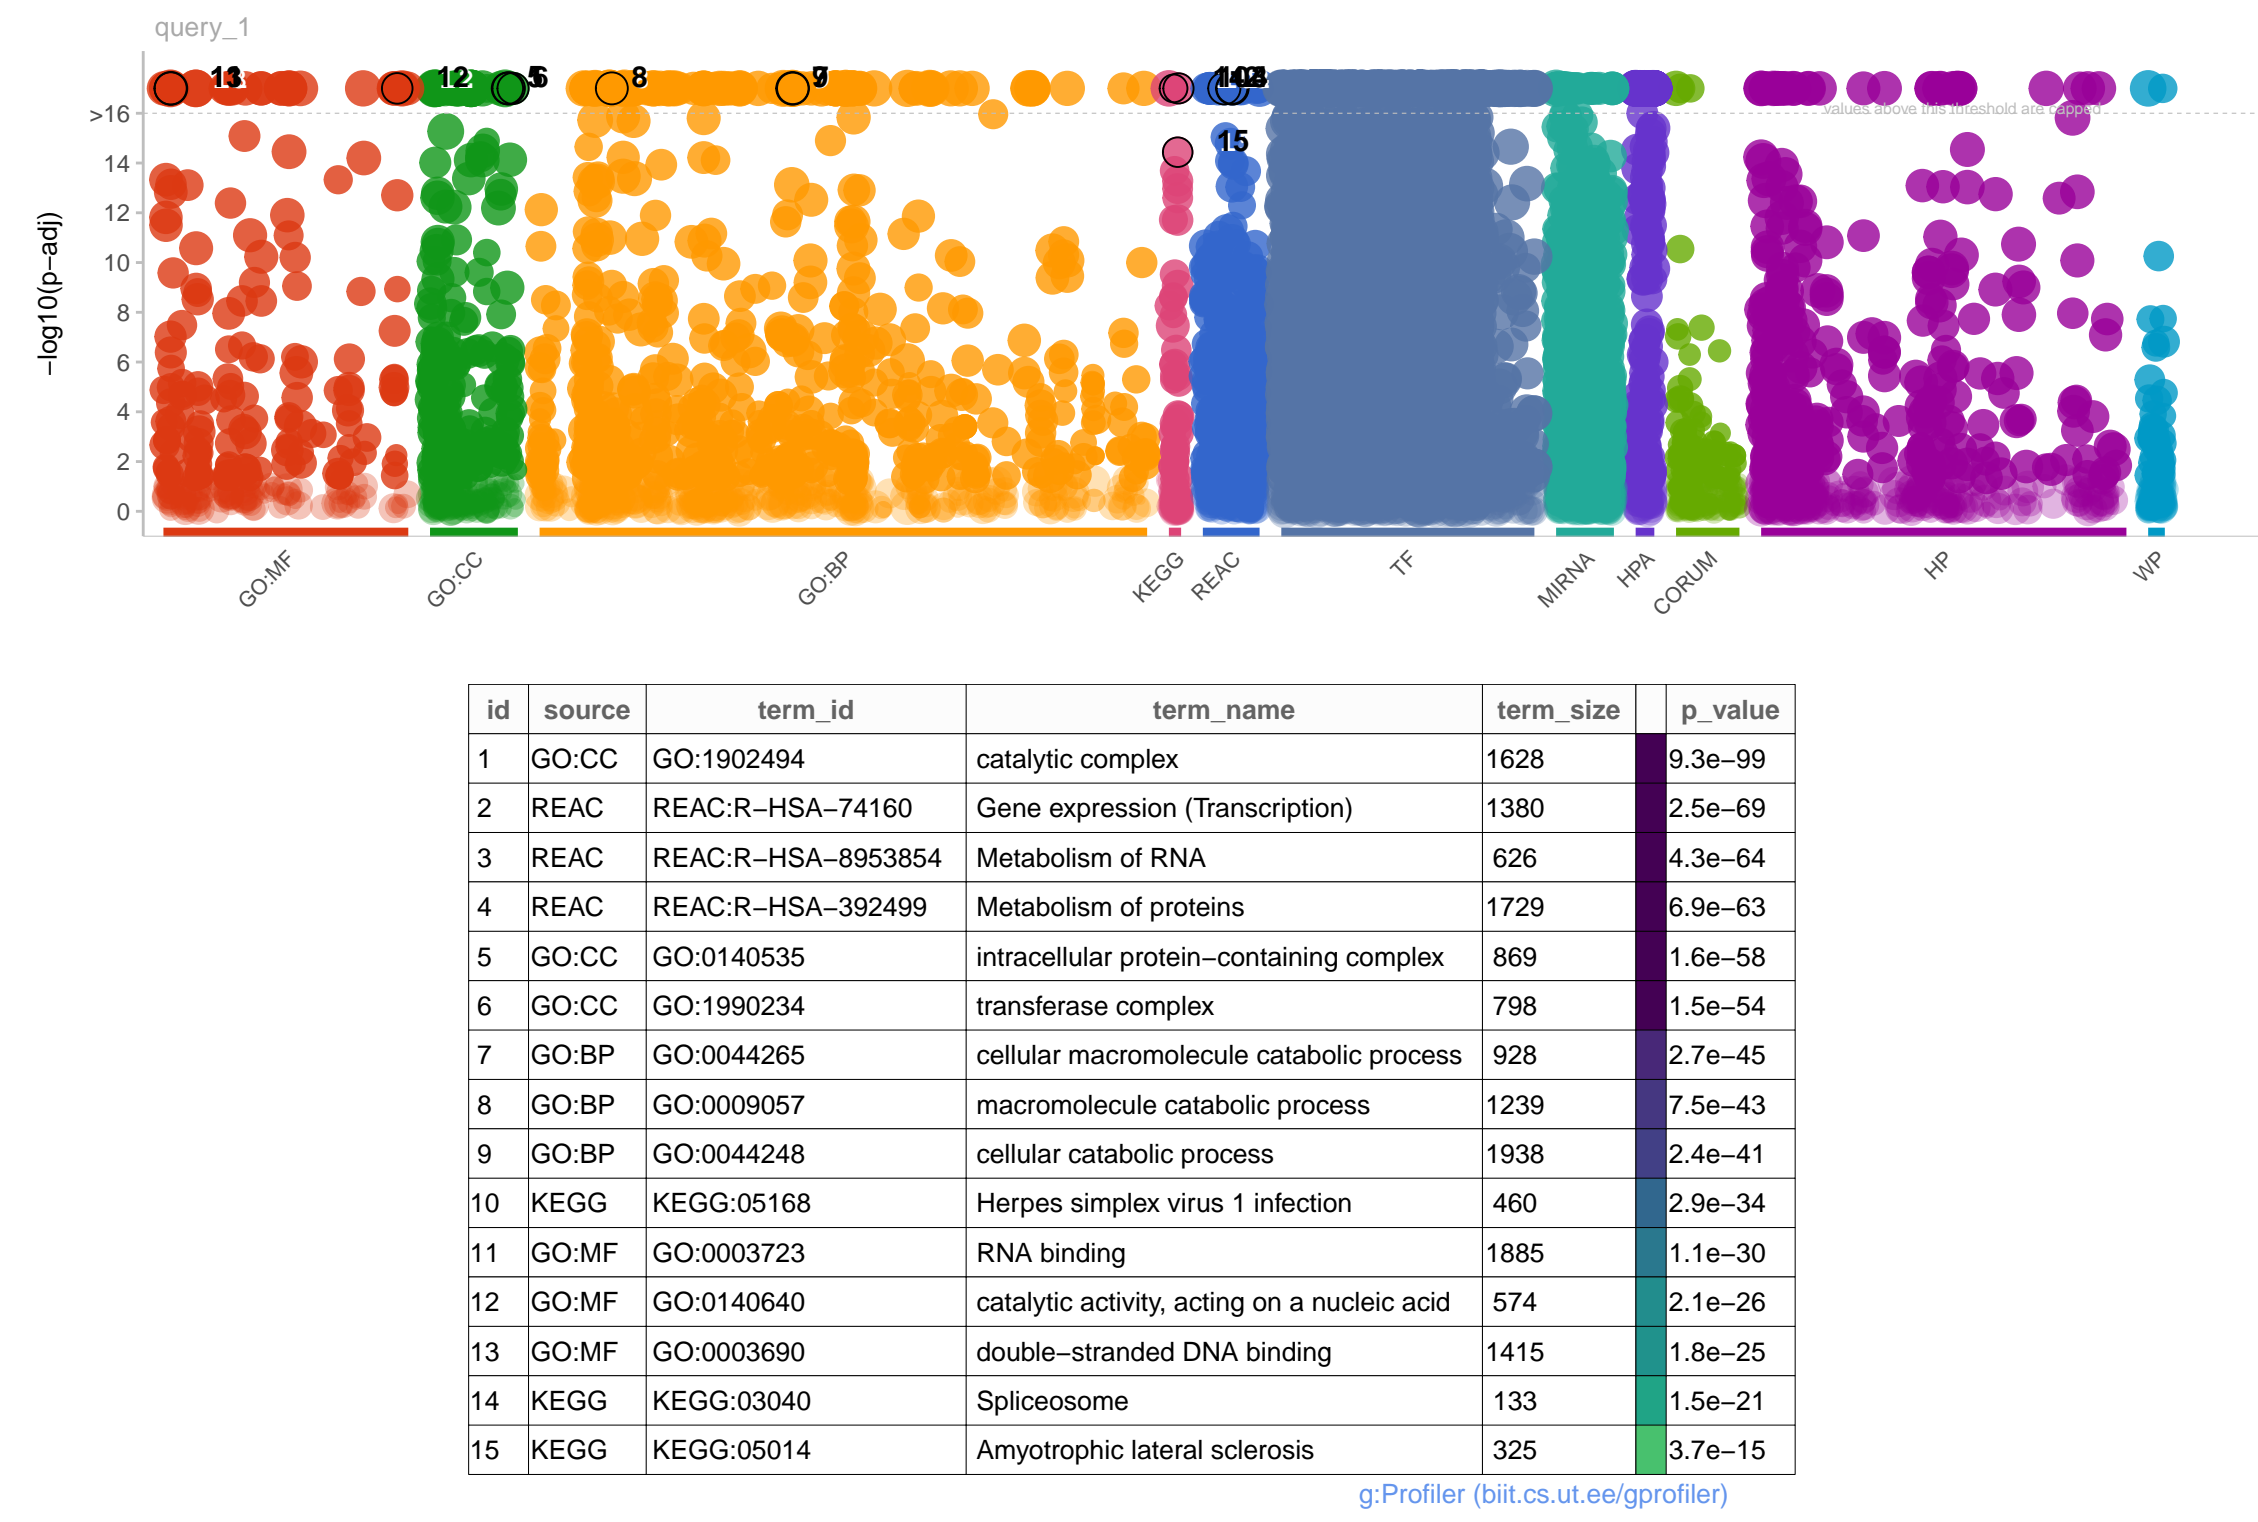 query_1
13
12
6
8
9
15
values above this threshold are capped
>16
14
12
10
8
6
4
2
0
−log10(p−adj)
GO:MF
GO:CC
GO:BP
KEGG
REAC
TF
MIRNA
HPA
CORUM
HP
WP
id source term_id term_name term_size p_value
1 GO:CC GO:1902494 catalytic complex 1628 9.3e−99
2 REAC REAC:R−HSA−74160 Gene expression (Transcription) 1380 2.5e−69
3 REAC REAC:R−HSA−8953854 Metabolism of RNA 626 4.3e−64
4 REAC REAC:R−HSA−392499 Metabolism of proteins 1729 6.9e−63
5 GO:CC GO:0140535 intracellular protein−containing complex 869 1.6e−58
6 GO:CC GO:1990234 transferase complex 798 1.5e−54
7 GO:BP GO:0044265 cellular macromolecule catabolic process 928 2.7e−45
8 GO:BP GO:0009057 macromolecule catabolic process 1239 7.5e−43
9 GO:BP GO:0044248 cellular catabolic process 1938 2.4e−41
10 KEGG KEGG:05168 Herpes simplex virus 1 infection 460 2.9e−34
11 GO:MF GO:0003723 RNA binding 1885 1.1e−30
12 GO:MF GO:0140640 catalytic activity, acting on a nucleic acid 574 2.1e−26
13 GO:MF GO:0003690 double−stranded DNA binding 1415 1.8e−25
14 KEGG KEGG:03040 Spliceosome 133 1.5e−21
15 KEGG KEGG:05014 Amyotrophic lateral sclerosis 325 3.7e−15
g:Profiler (biit.cs.ut.ee/gprofiler)